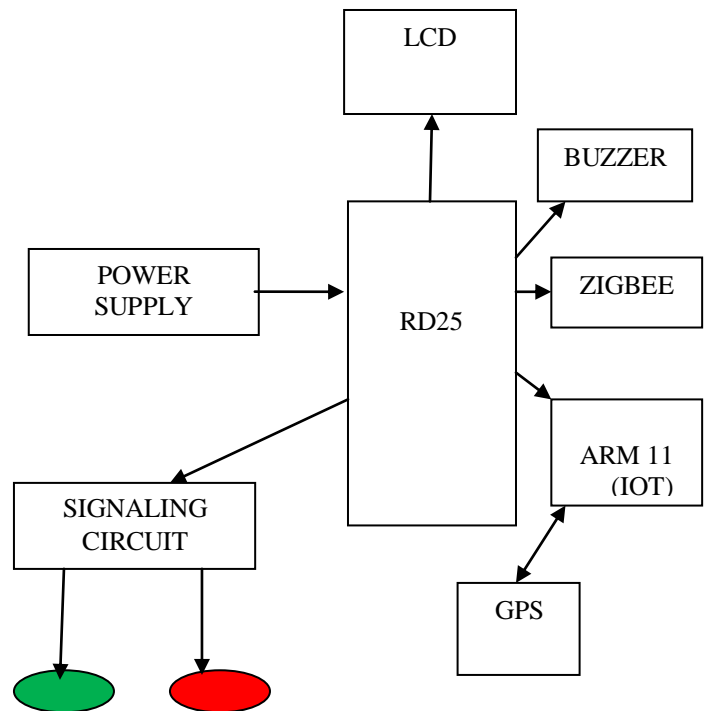 LCD
BUZZER
POWER
SUPPLY
ZIGBEE
RD25
ARM 11
(IOT)
SIGNALING
CIRCUIT
GPS